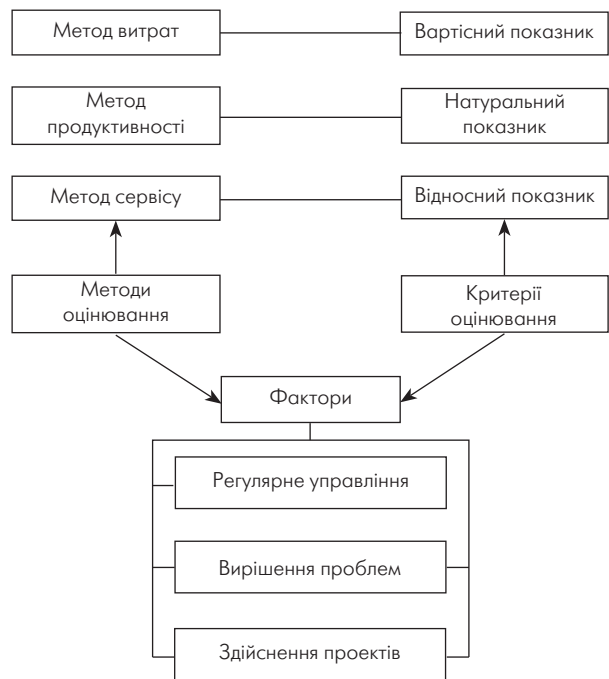 Метод витрат
Вартісний показник
Метод
продуктивності
Натуральний
показник
Метод сервісу
Відносний показник
Методи
оцінювання
Критерії
оцінювання
Фактори
Регулярне управління
Вирішення проблем
Здійснення проектів